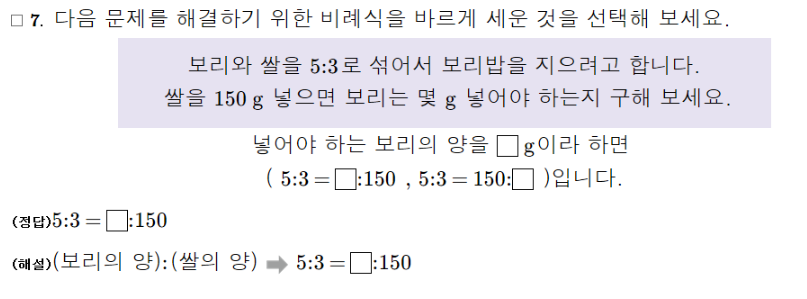 □ 7. 다음 문제를 해결하기 위한 비례식을 바르게 세운 것을 선택해 보세요.
보리와 쌀을 5:3로 섞어서 보리밥을 지으려고 합니다.
쌀을 150 g 넣으면 보리는 몇 g 넣어야 하는지 구해 보세요.
넣어야 하는 보리의 양을 □ g이라 하면
( 5:3 = □:150 , 5:3 = 150:□ )입니다.
(정답)5:3 = □:150
(해설)(보리의 양):(쌀의 양) ➡ 5:3 = □:150